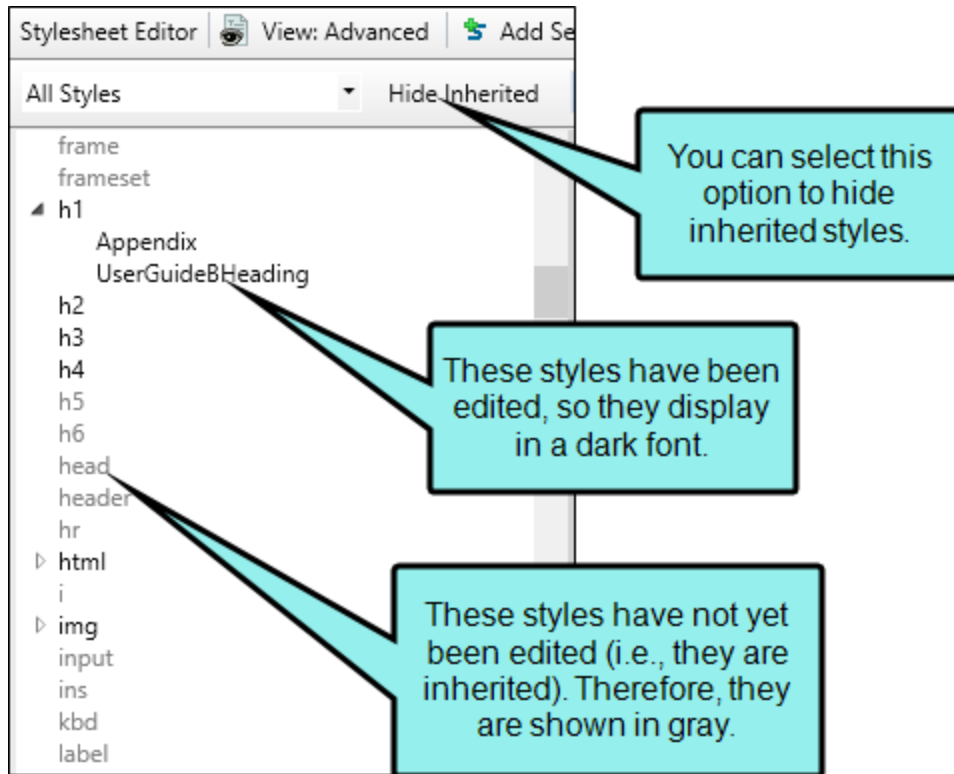 Stylesheet Editor View: Advanced Add Se
All Styles Hide Inherited
frame
frameset
h1
Appendix
UserGuideBHeading
h2
h3
h4
h5
h6
head
header
hr
html
i
img
input
ins
kbd
label
You can select this
option to hide
inherited styles.
These styles have been
edited, so they display
in a dark font.
These styles have not yet
been edited (i.e., they are
inherited). Therefore, they
are shown in gray.